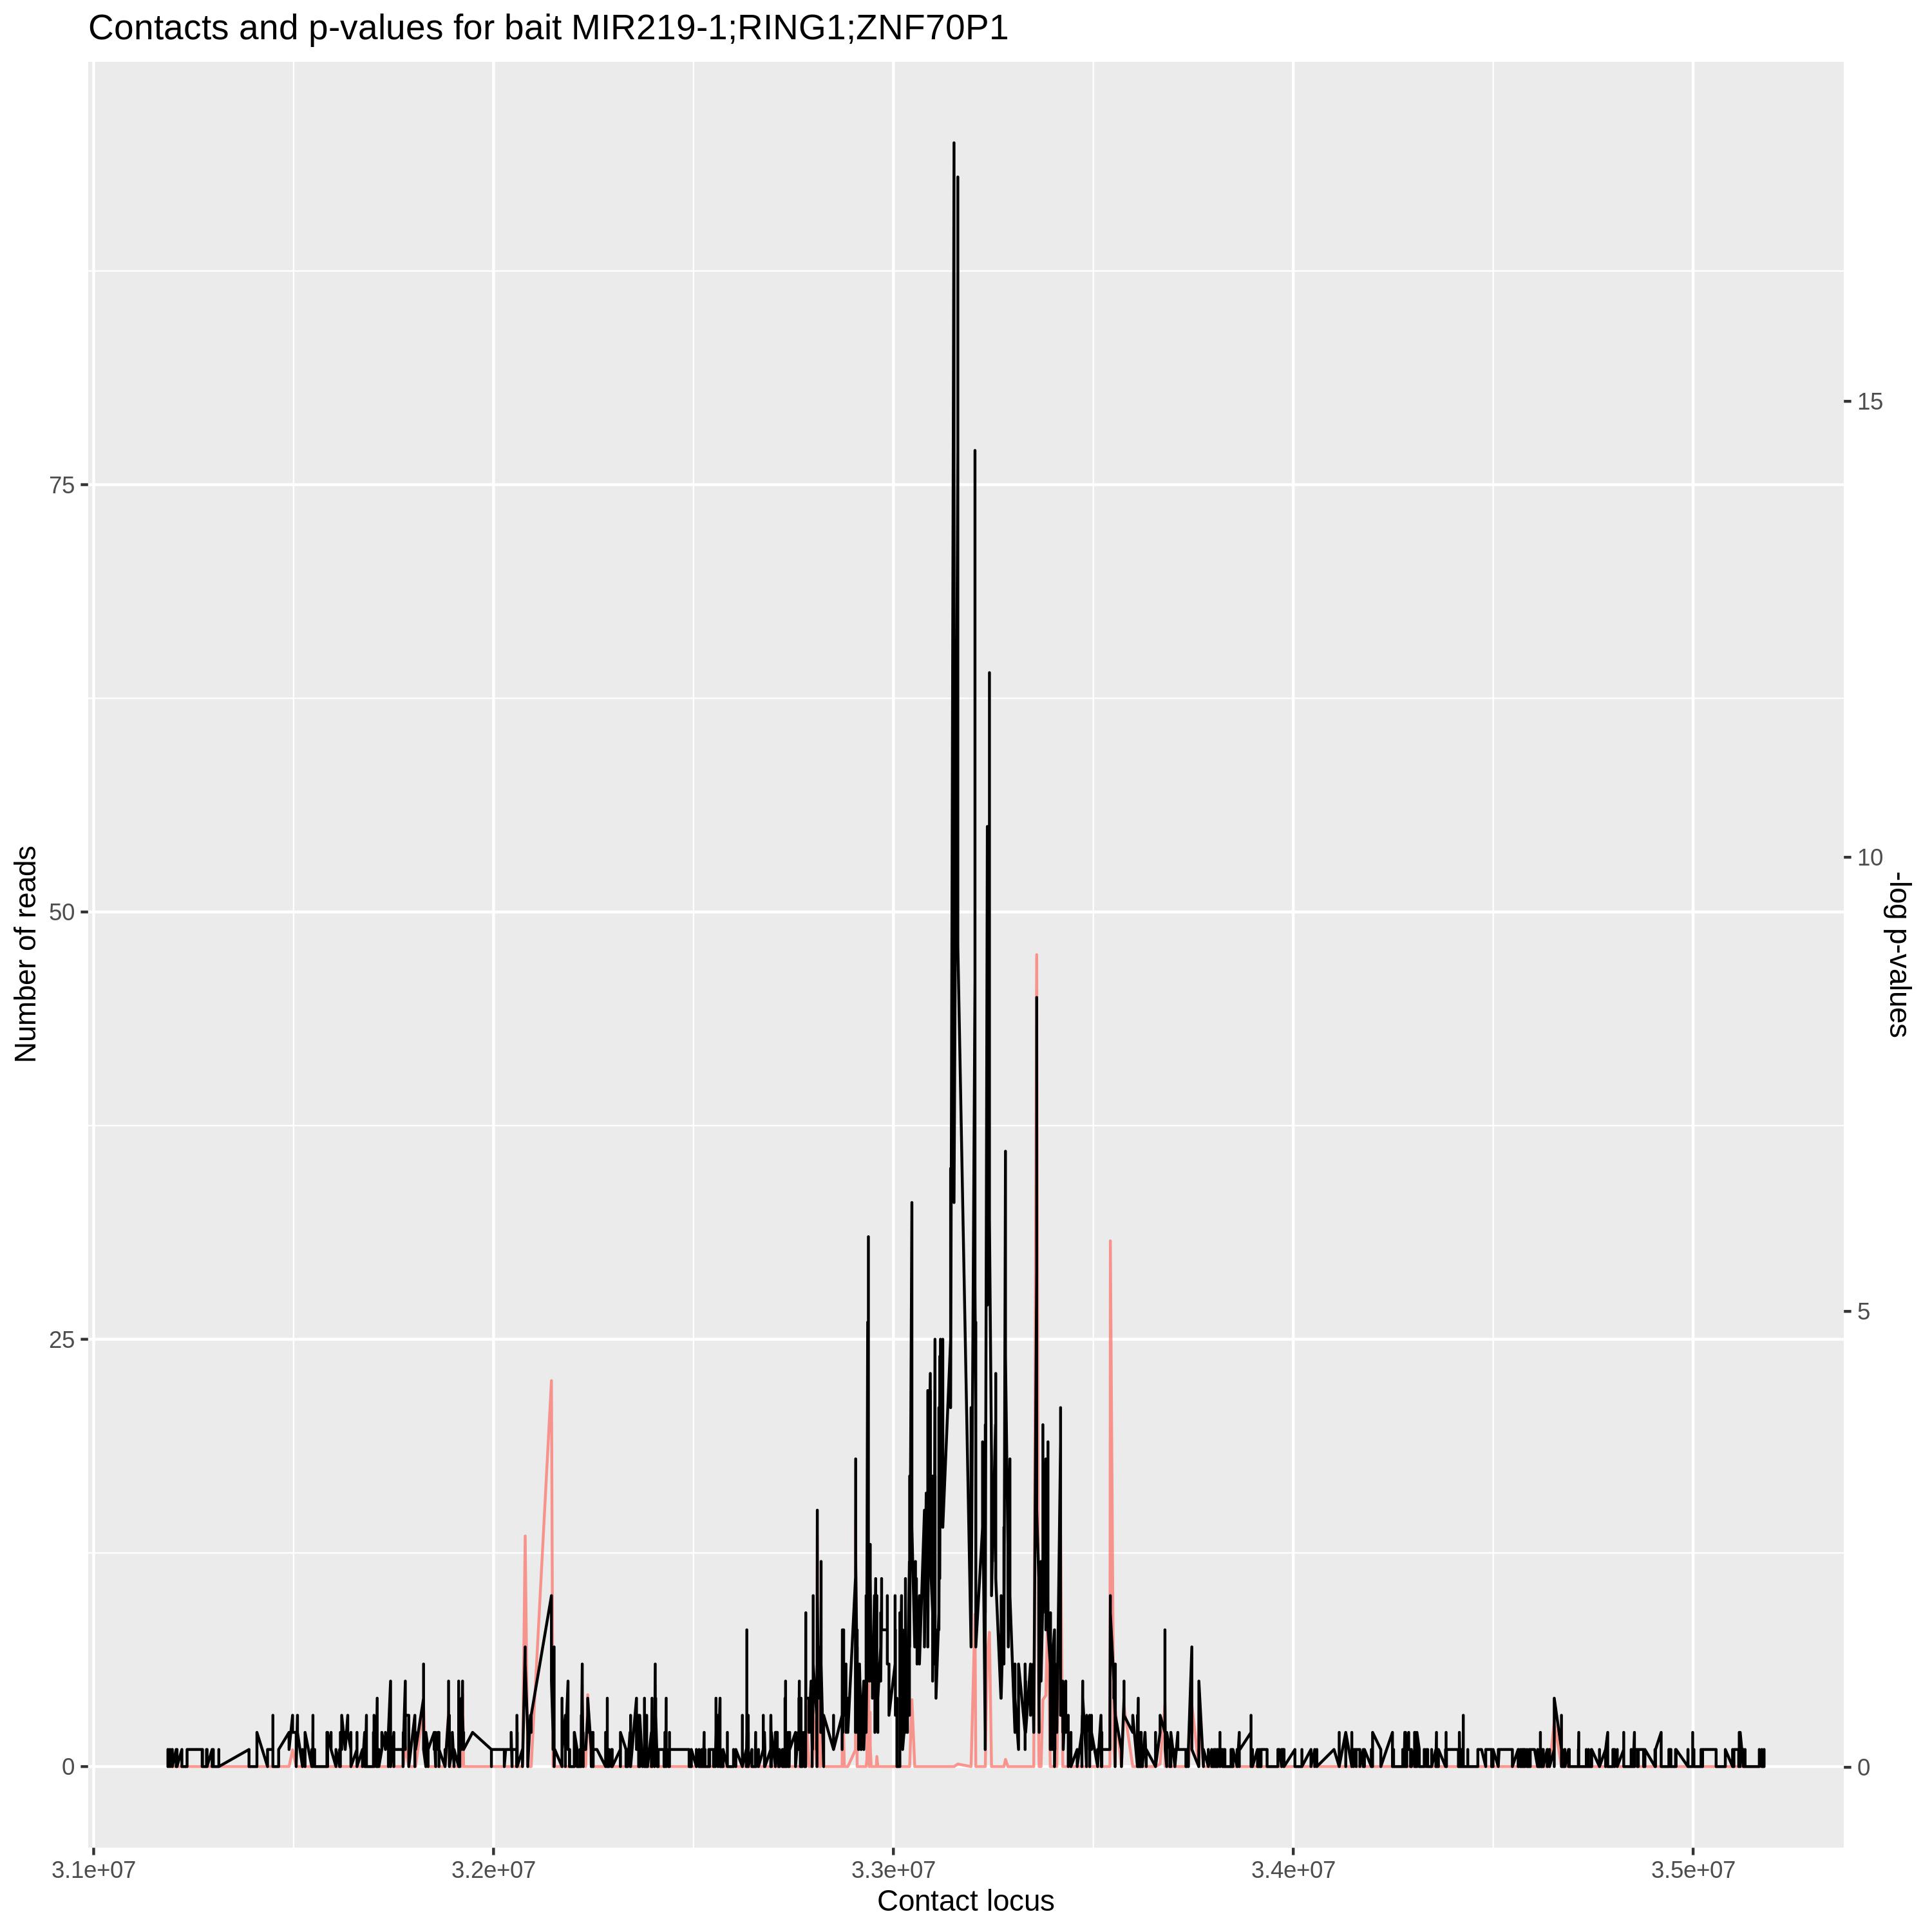 Contacts and p-values for bait MIR219-1;RING1;ZNF70P1
75
50
25
0
Number of reads
15
10
5
0
-log p-values
3.1e+07
3.2e+07
3.3e+07
3.4e+07
3.5e+07
Contact locus